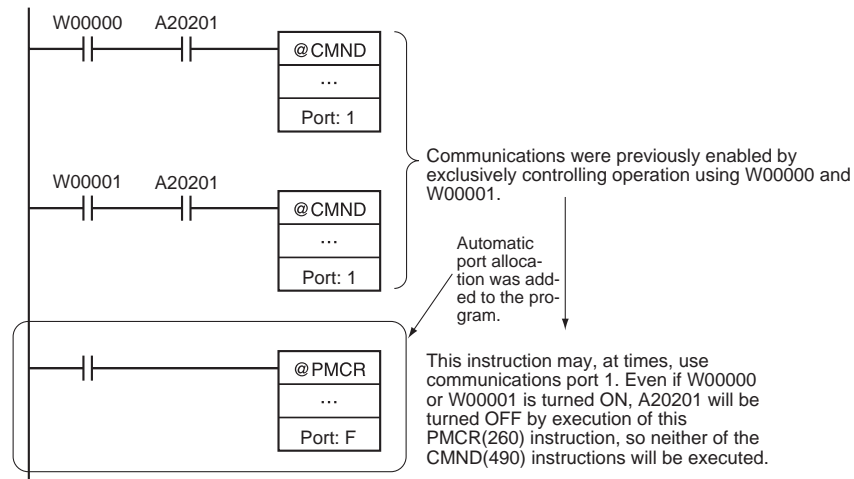 W00000 A20201
@CMND
...
Port: 1
Communications were previously enabled by
exclusively controlling operation using W00000 and
W00001.
W00001 A20201
@CMND
...
Port: 1
Automatic
port alloca-
tion was add-
ed to the pro-
gram.
@PMCR
...
Port: F
This instruction may, at times, use
communications port 1. Even if W00000
or W00001 is turned ON, A20201 will be
turned OFF by execution of this
PMCR(260) instruction, so neither of the
CMND(490) instructions will be executed.